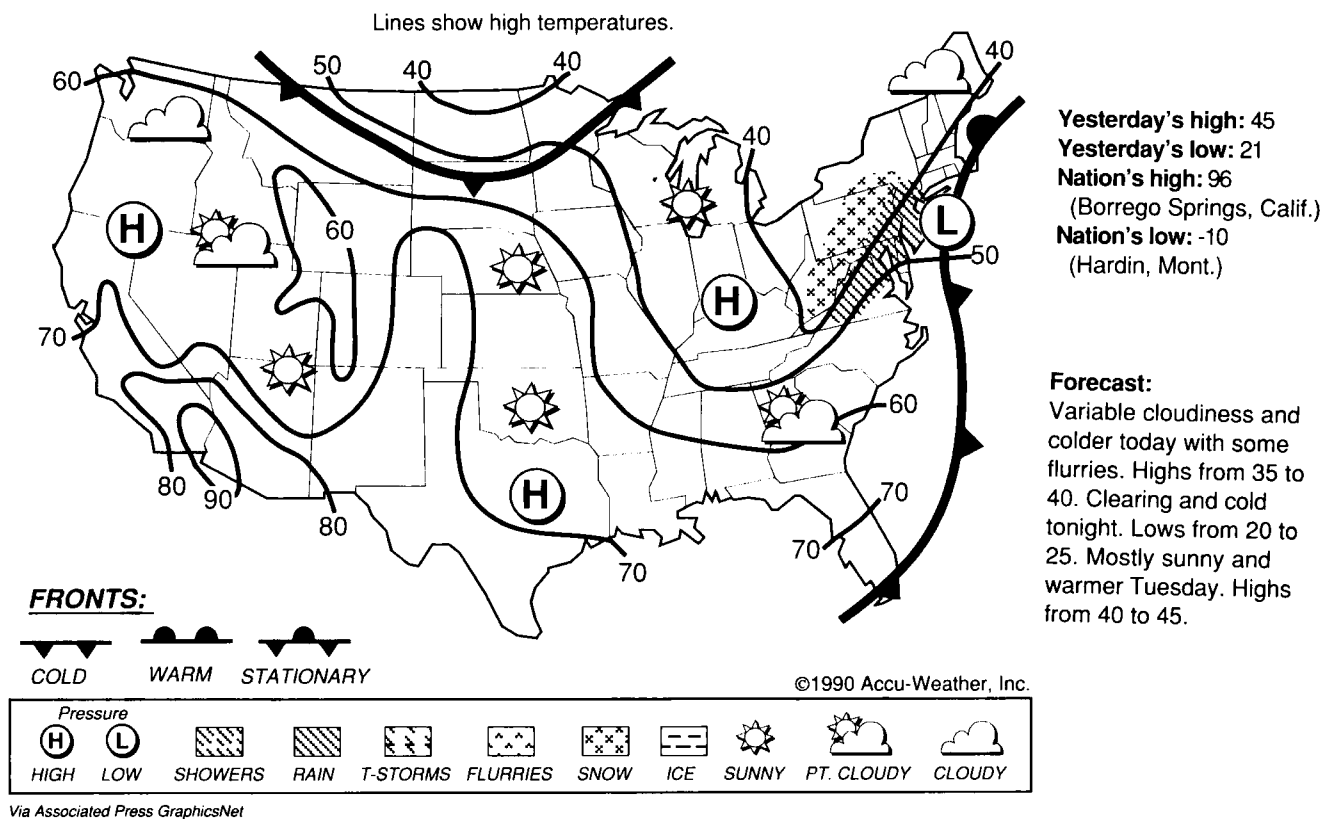 Lines show high temperatures.
60
50
40
40
40
40
H
60
H
L
50
70
60
80
90
80
H
70
70
70
Yesterday's high: 45
Yesterday's low: 21
Nation's high: 96
(Borrego Springs, Calif.)
Nation's low: -10
(Hardin, Mont.)
Forecast:
Variable cloudiness and
colder today with some
flurries. Highs from 35 to
40. Clearing and cold
tonight. Lows from 20 to
25. Mostly sunny and
warmer Tuesday. Highs
from 40 to 45.
FRONTS:
COLD WARM STATIONARY
©1990 Accu-Weather, Inc.
Pressure
H L
HIGH LOW SHOWERS RAIN T-STORMS FLURRIES SNOW ICE SUNNY PT. CLOUDY CLOUDY
Via Associated Press GraphicsNet